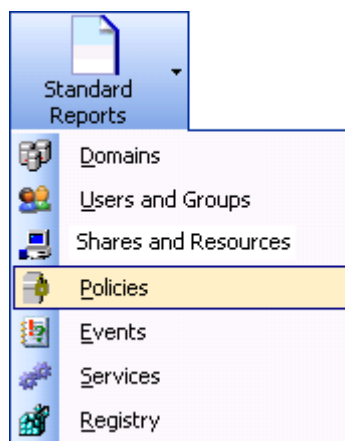 Standard
Reports
Domains
Users and Groups
Shares and Resources
Policies
Events
Services
Registry